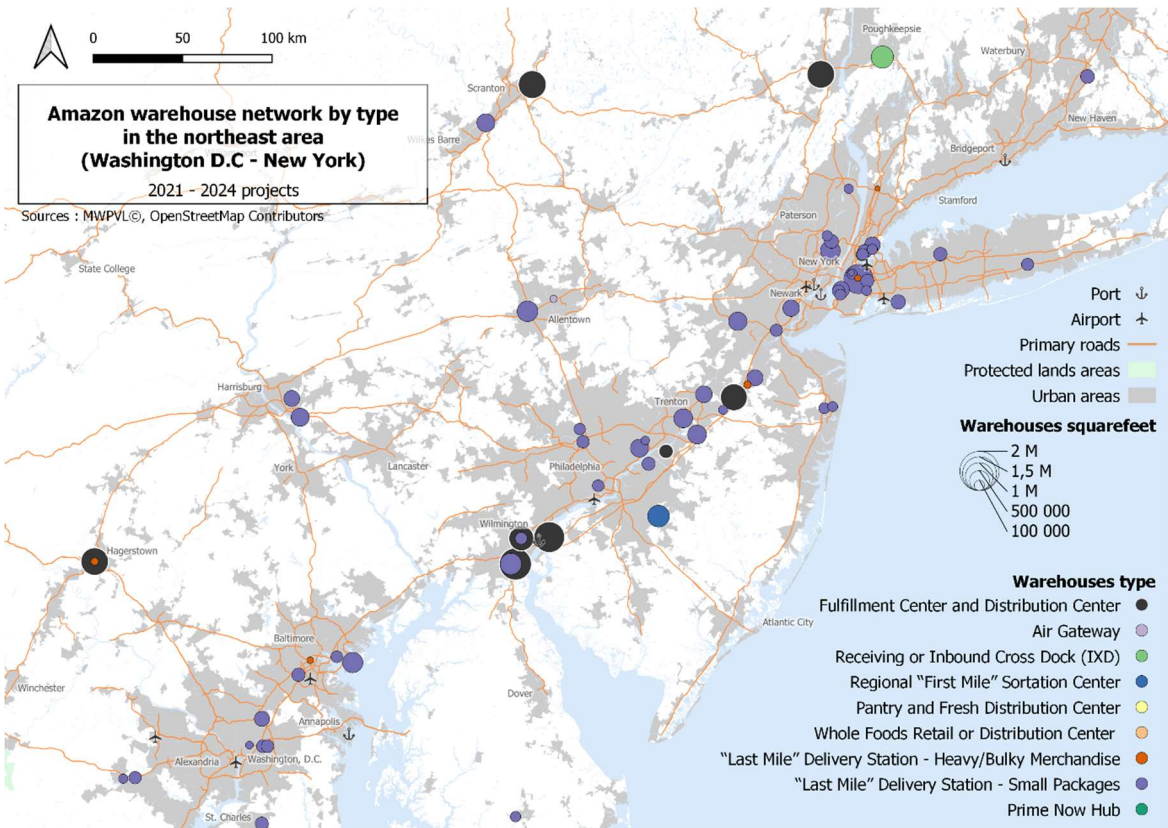 0 50 100 km
Amazon warehouse network by type
in the northeast area
(Washington D.C - New York)
2021 - 2024 projects
Sources : MWPVL©, OpenStreetMap Contributors
Poughkeepsie
Waterbury
Scranton
New Haven
Wilkes Barre
Bridgeport
Stamford
Paterson
State College
New York
Newark
Allentown
Harrisburg
Trenton
York
Lancaster
Philadelphia
Wilmington
Hagerstown
Atlantic City
Baltimore
Winchester
Dover
Annapolis
Alexandria
Washington, D.C.
St. Charles
Port
Airport
Primary roads
Protected lands areas
Urban areas
Warehouses squarefeet
2 M
1,5 M
1 M
500 000
100 000
Warehouses type
Fulfillment Center and Distribution Center
Air Gateway
Receiving or Inbound Cross Dock (IXD)
Regional “First Mile” Sortation Center
Pantry and Fresh Distribution Center
Whole Foods Retail or Distribution Center
“Last Mile” Delivery Station - Heavy/Bulky Merchandise
“Last Mile” Delivery Station - Small Packages
Prime Now Hub